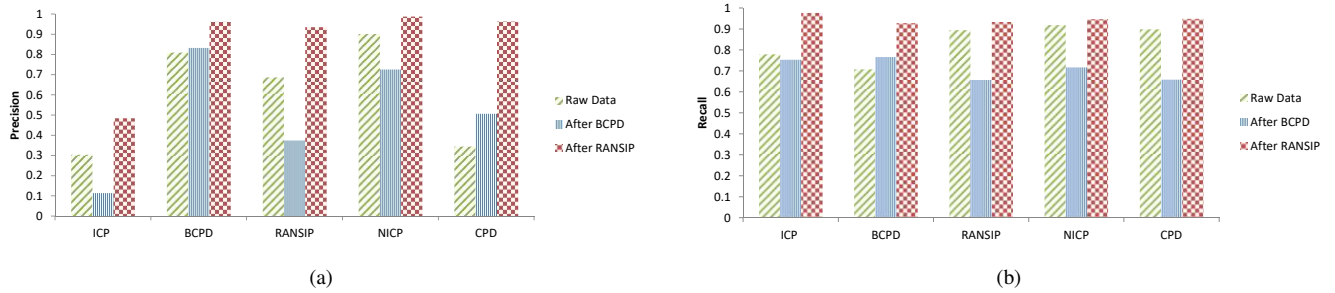 Precision
1
0.9
0.8
0.7
0.6
0.5
0.4
0.3
0.2
0.1
0
ICP BCPD RANSIP NICP CPD
Raw Data
After BCPD
After RANSIP
(a)
Recall
1
0.9
0.8
0.7
0.6
0.5
0.4
0.3
0.2
0.1
0
ICP BCPD RANSIP NICP CPD
Raw Data
After BCPD
After RANSIP
(b)